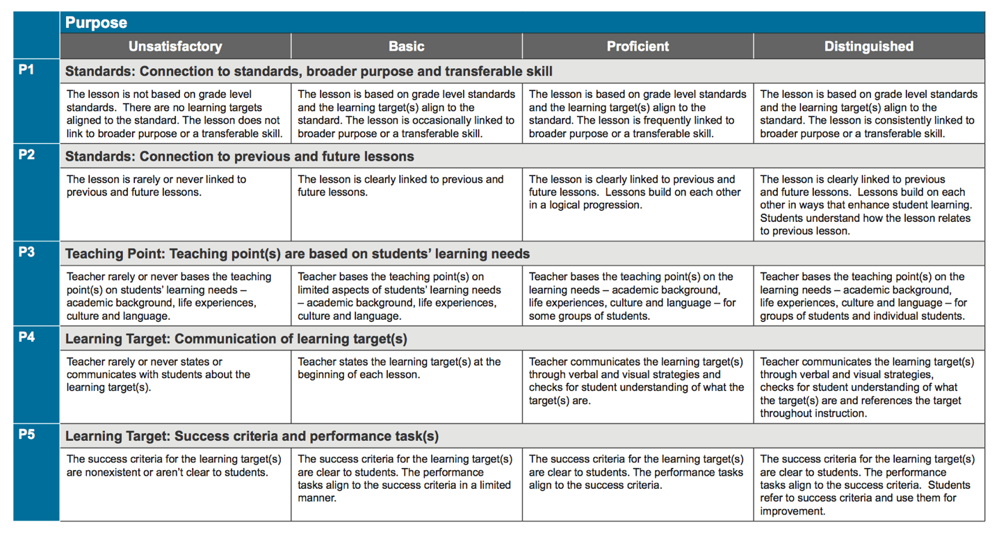 Purpose
Unsatisfactory
Basic
Proficient
Distinguished
P1
Standards: Connection to standards, broader purpose and transferable skill
The lesson is not based on grade level
standards.  There are no learning targets
aligned to the standard. The lesson does not
link to broader purpose or a transferable skill.
The lesson is based on grade level standards
and the learning target(s) align to the
standard. The lesson is occasionally linked to
broader purpose or a transferable skill.
The lesson is based on grade level standards
and the learning target(s) align to the
standard. The lesson is frequently linked to
broader purpose or a transferable skill.
The lesson is based on grade level standards
and the learning target(s) align to the
standard. The lesson is consistently linked to
broader purpose or a transferable skill.
P2
Standards: Connection to previous and future lessons
The lesson is rarely or never linked to
previous and future lessons.
The lesson is clearly linked to previous and
future lessons.
The lesson is clearly linked to previous and
future lessons.  Lessons build on each other
in a logical progression.
The lesson is clearly linked to previous
and future lessons.  Lessons build on each
other in ways that enhance student learning.
Students understand how the lesson relates
to previous lesson.
P3
Teaching Point: Teaching point(s) are based on students’ learning needs
Teacher rarely or never bases the teaching
point(s) on students’ learning needs –
academic background, life experiences,
culture and language.
Teacher bases the teaching point(s) on
limited aspects of students’ learning needs
– academic background, life experiences,
culture and language.
Teacher bases the teaching point(s) on the
learning needs – academic background,
life experiences, culture and language – for
some groups of students.
Teacher bases the teaching point(s) on the
learning needs – academic background,
life experiences, culture and language – for
groups of students and individual students.
P4
Learning Target: Communication of learning target(s)
Teacher rarely or never states or
communicates with students about the
learning target(s).
Teacher states the learning target(s) at the
beginning of each lesson.
Teacher communicates the learning target(s)
through verbal and visual strategies and
checks for student understanding of what the
target(s) are.
Teacher communicates the learning target(s)
through verbal and visual strategies,
checks for student understanding of what
the target(s) are and references the target
throughout instruction.
P5
Learning Target: Success criteria and performance task(s)
The success criteria for the learning target(s)
are nonexistent or aren’t clear to students.
The success criteria for the learning target(s)
are clear to students. The performance
tasks align to the success criteria in a limited
manner.
The success criteria for the learning target(s)
are clear to students. The performance tasks
align to the success criteria.
The success criteria for the learning target(s)
are clear to students. The performance
tasks align to the success criteria.  Students
refer to success criteria and use them for
improvement.